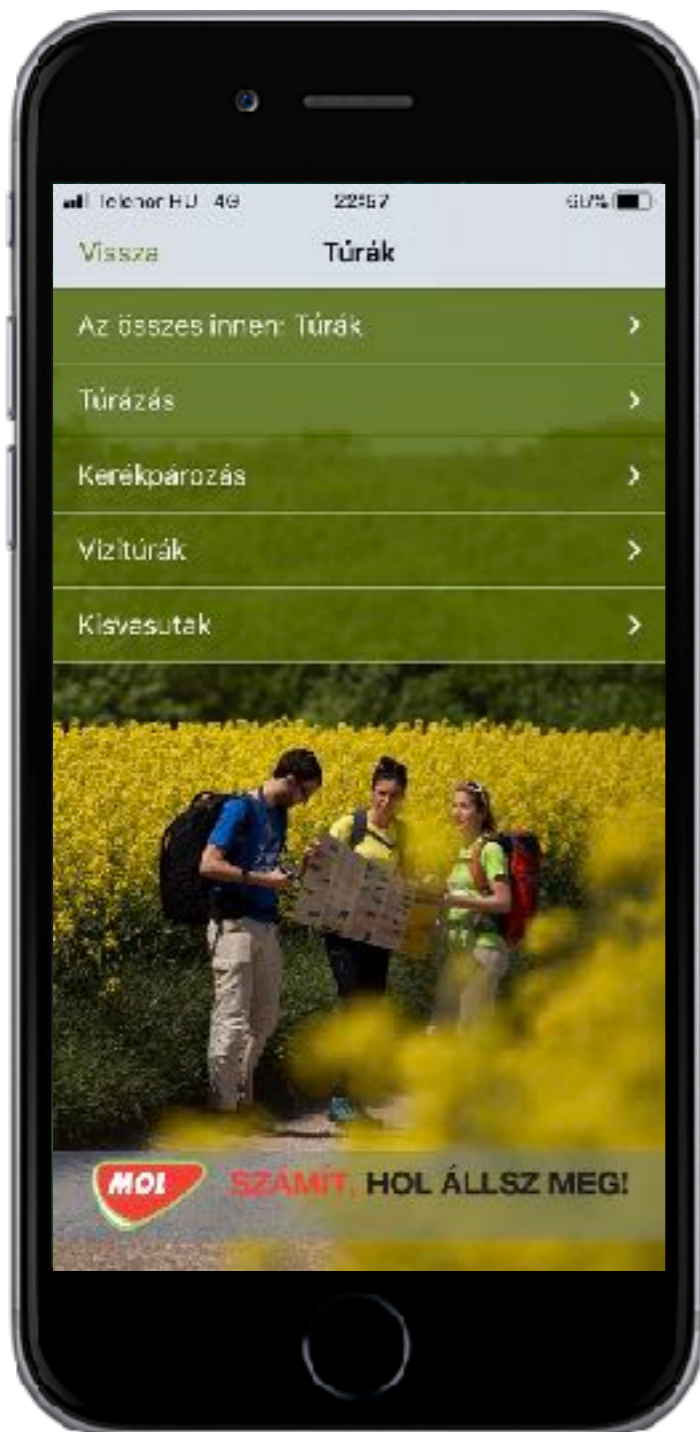 Telenor HU 4G 22:57
Vissza Túrák
Az összes innen: Túrák
Túrázás
Kerékpározás
Vízitúrák
Kisvasutak
MOL SZÁMÍT, HOL ÁLLSZ MEG!